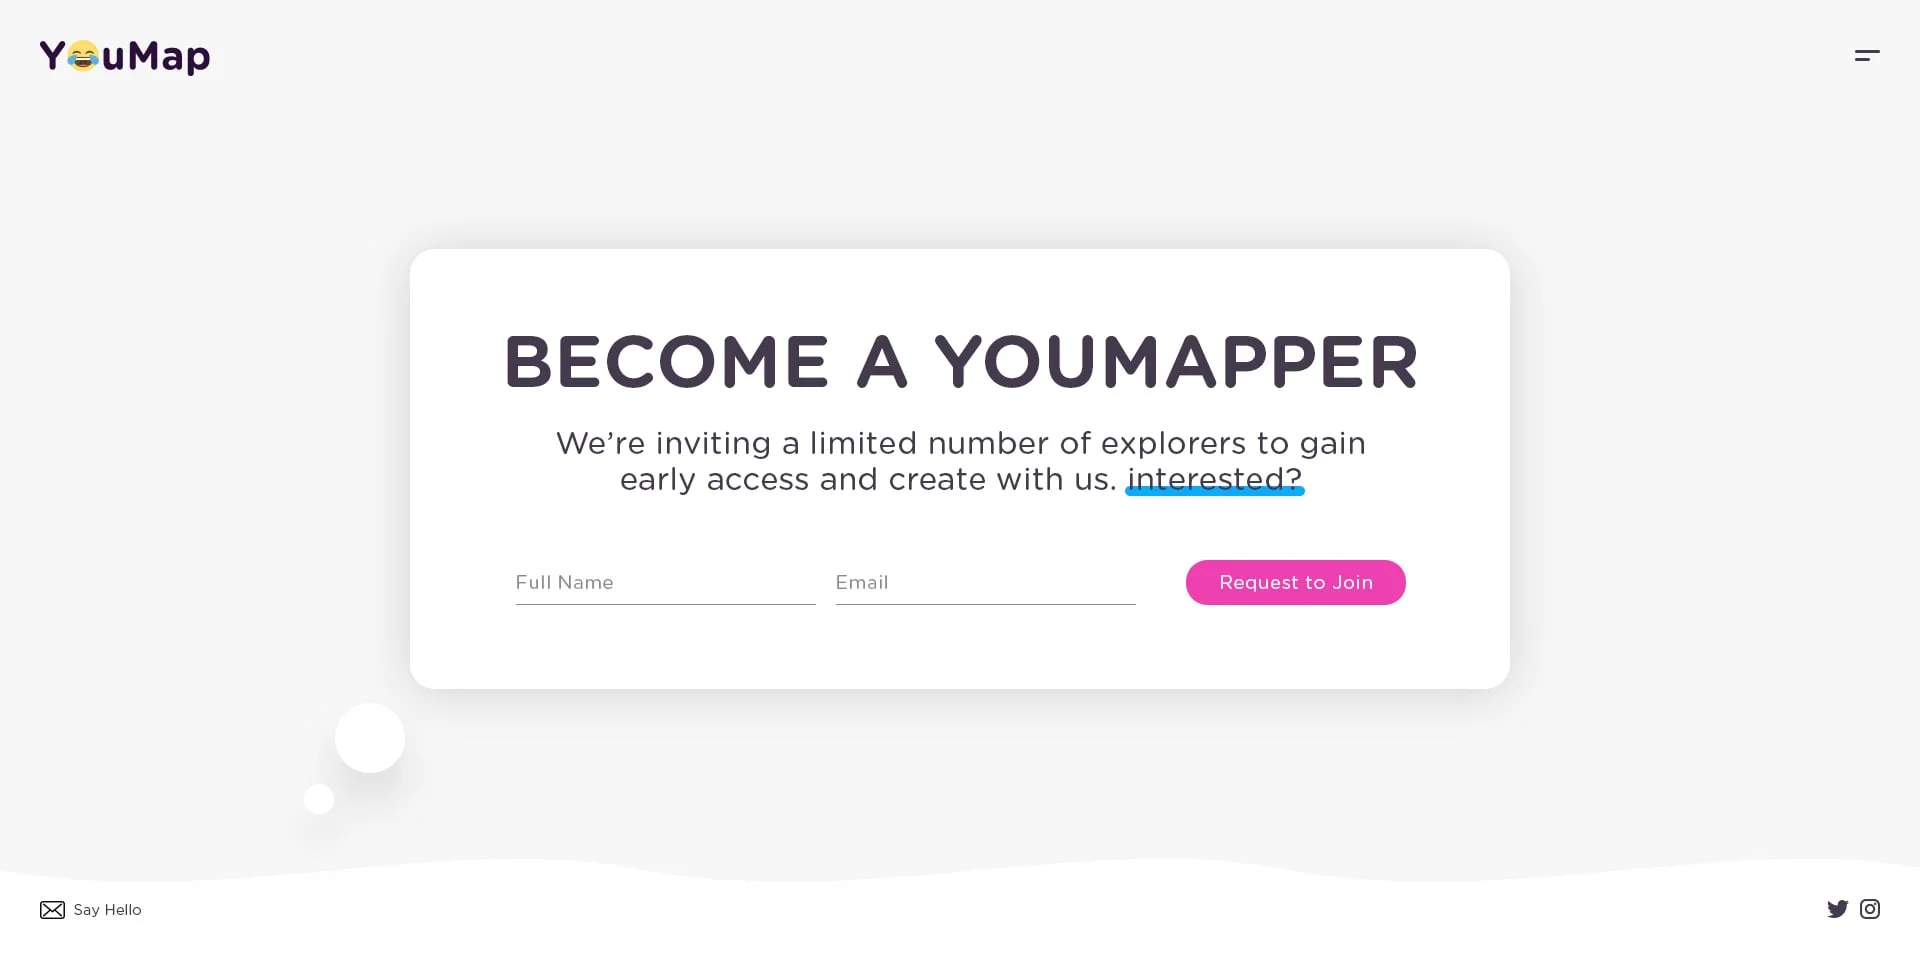 YouMap
BECOME A YOUMAPPER
We’re inviting a limited number of explorers to gain
early access and create with us. interested?
Full Name
Email
Request to Join
Say Hello